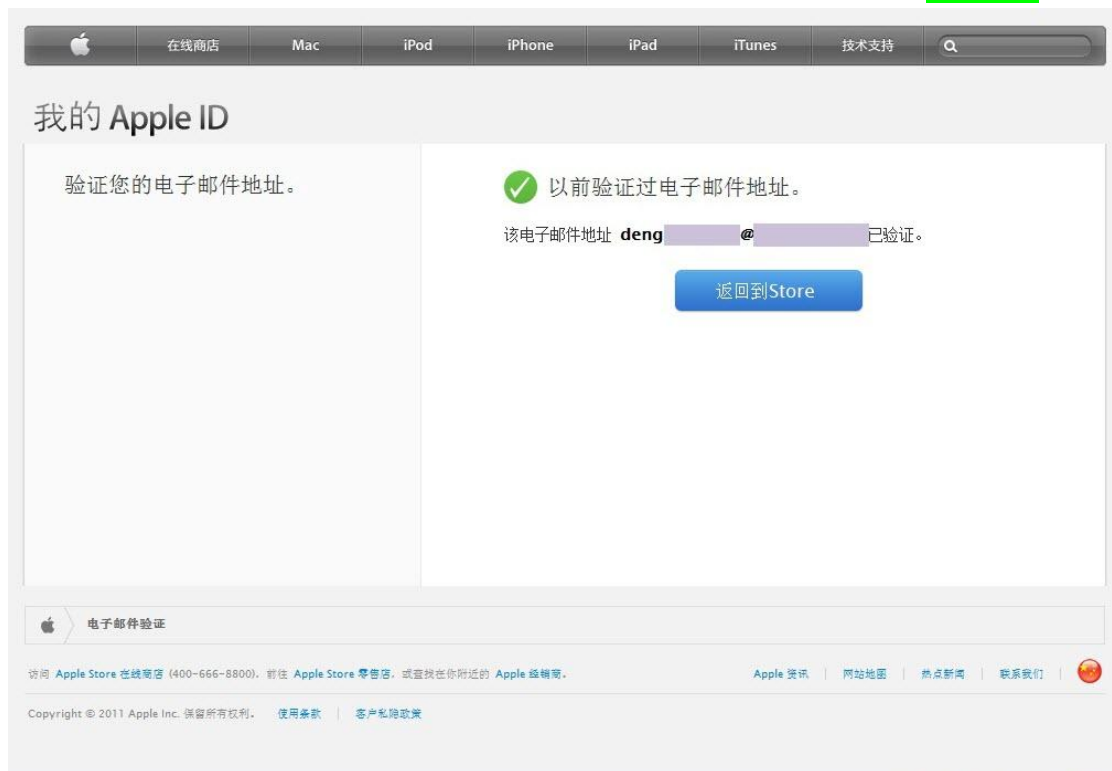 在线商店 Mac iPod iPhone iPad iTunes 技术支持
我的 Apple ID
验证您的电子邮件地址。
以前验证过电子邮件地址。
该电子邮件地址 deng @ 已验证。
返回到Store
电子邮件验证
访问 Apple Store 在线商店 (400-666-8800)，前往 Apple Store 零售店，或查找在你附近的 Apple 经销商。
Apple 资讯 | 网站地图 | 热点新闻 | 联系我们 |
Copyright © 2011 Apple Inc. 保留所有权利。 使用条款 | 客户私隐政策